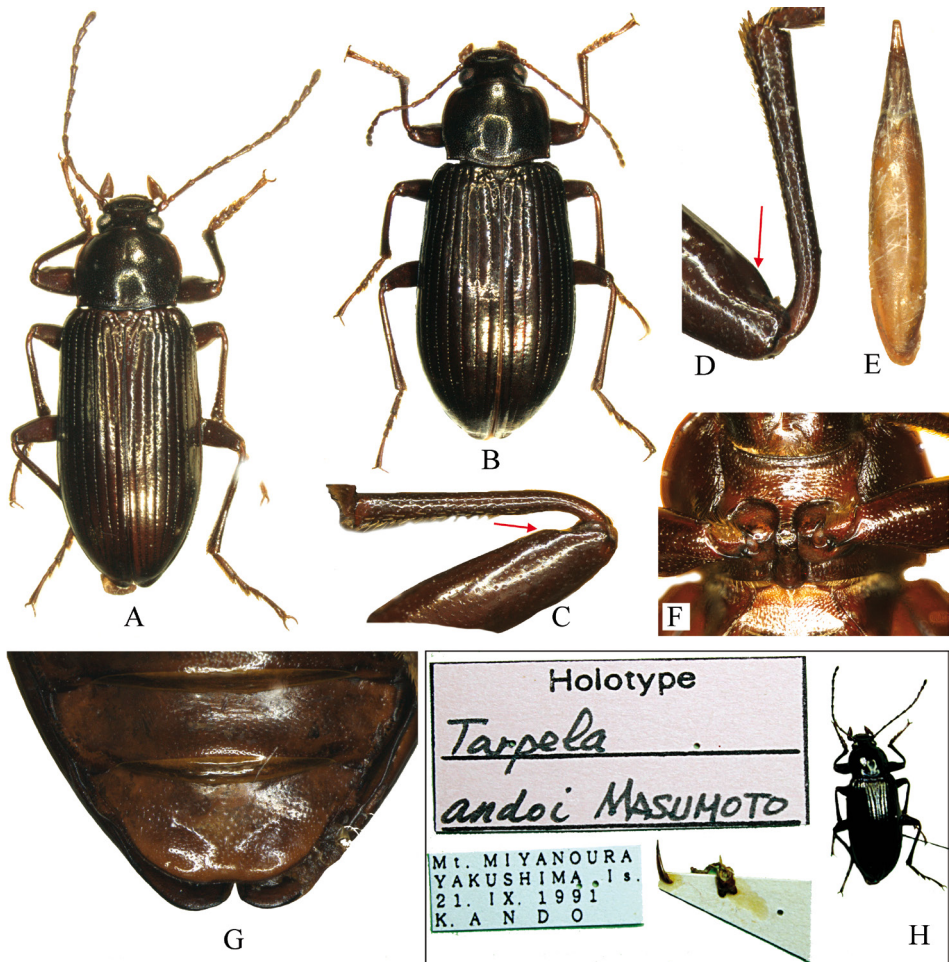 A
B
C
D
E
F
G
Holotype
Tarpela
andoi MASUMOTO
Mt. MIYANOURA
YAKUSHIMA Is.
21. IX. 1991
K. ANDO
H